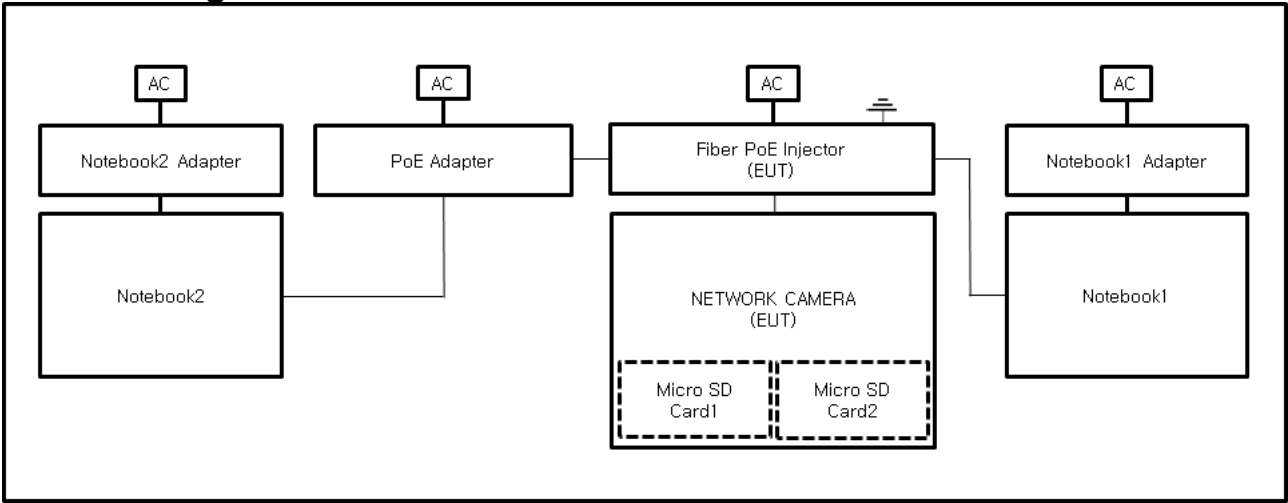 AC
AC
AC
AC
Notebook2 Adapter
PoE Adapter
Fiber PoE Injector
(EUT)
Notebook1 Adapter
Notebook2
NETWORK CAMERA
(EUT)
Notebook1
Micro SD
Card1
Micro SD
Card2